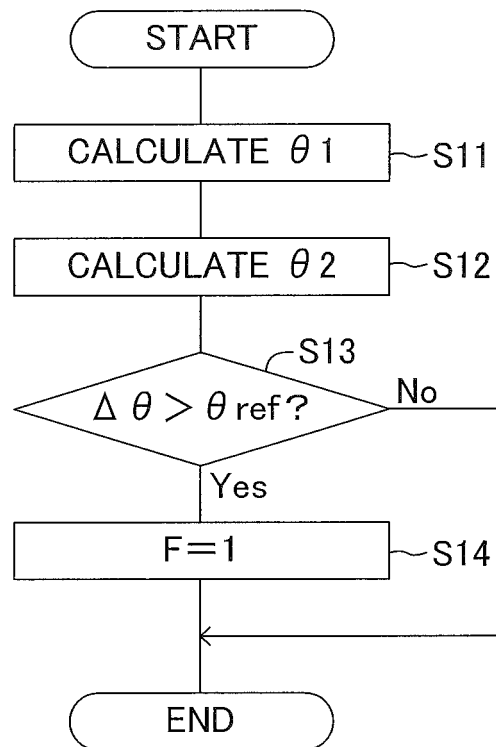 START
CALCULATE θ1
S11
CALCULATE θ2
S12
S13
Δθ>θref?
No
Yes
F=1
S14
END